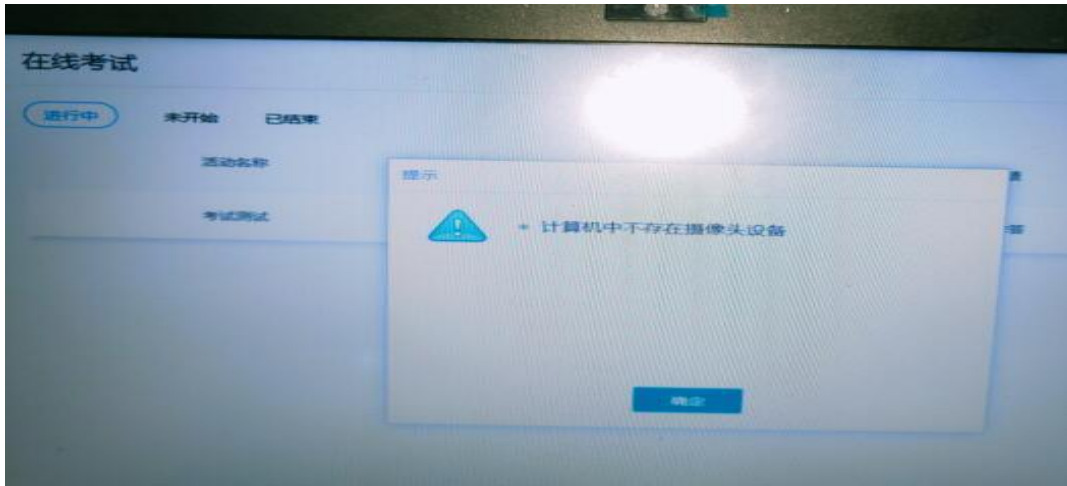 在线考试
进行中 未开始 已结束
活动名称
提示
考试测试
* 计算机中不存在摄像头设备
确定